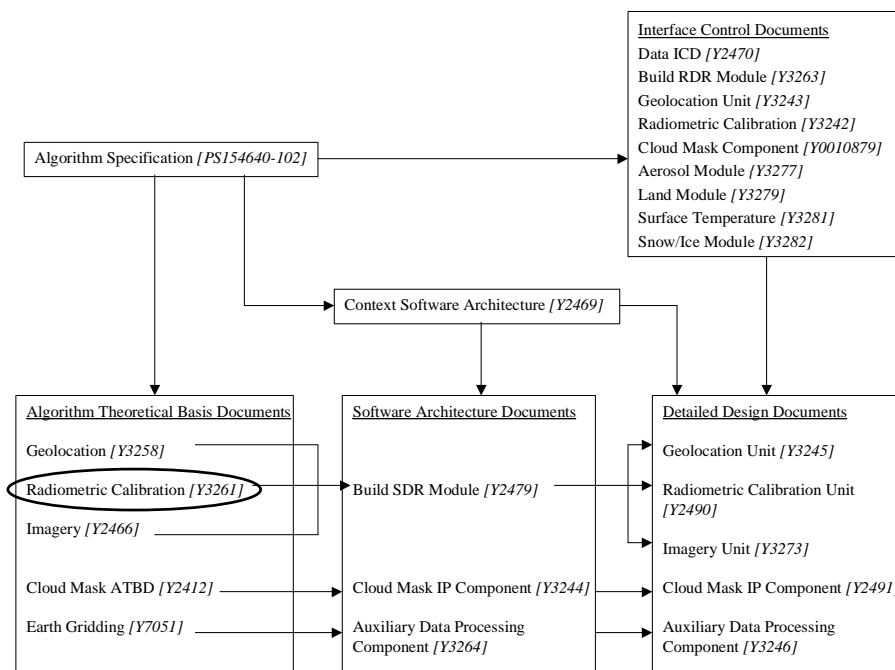 Interface Control Documents
Data ICD [Y2470]
Build RDR Module [Y3263]
Geolocation Unit [Y3243]
Radiometric Calibration [Y3242]
Cloud Mask Component [Y0010879]
Aerosol Module [Y3277]
Land Module [Y3279]
Surface Temperature [Y3281]
Snow/Ice Module [Y3282]
Algorithm Specification [PS154640-102]
Context Software Architecture [Y2469]
Algorithm Theoretical Basis Documents
Geolocation [Y3258]
Radiometric Calibration [Y3261]
Imagery [Y2466]
Cloud Mask ATBD [Y2412]
Earth Gridding [Y7051]
Software Architecture Documents
Build SDR Module [Y2479]
Cloud Mask IP Component [Y3244]
Auxiliary Data Processing
Component [Y3264]
Detailed Design Documents
Geolocation Unit [Y3245]
Radiometric Calibration Unit
[Y2490]
Imagery Unit [Y3273]
Cloud Mask IP Component [Y2491]
Auxiliary Data Processing
Component [Y3246]